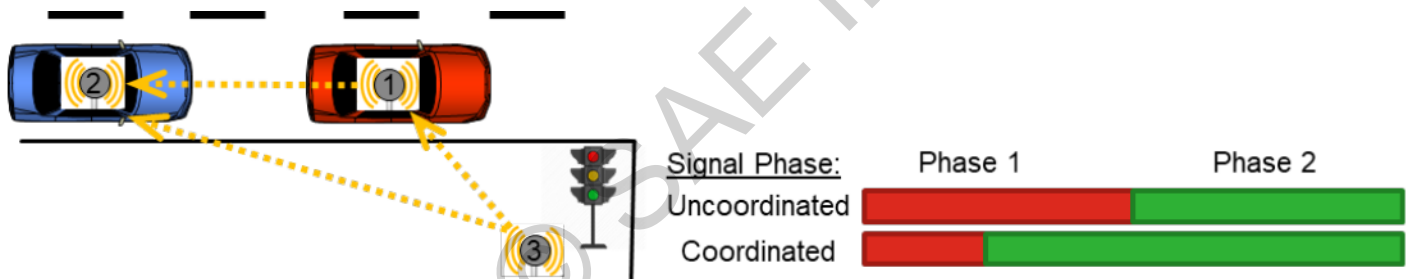 2
1
3
Signal Phase: Phase 1 Phase 2
Uncoordinated
Coordinated
© SAE